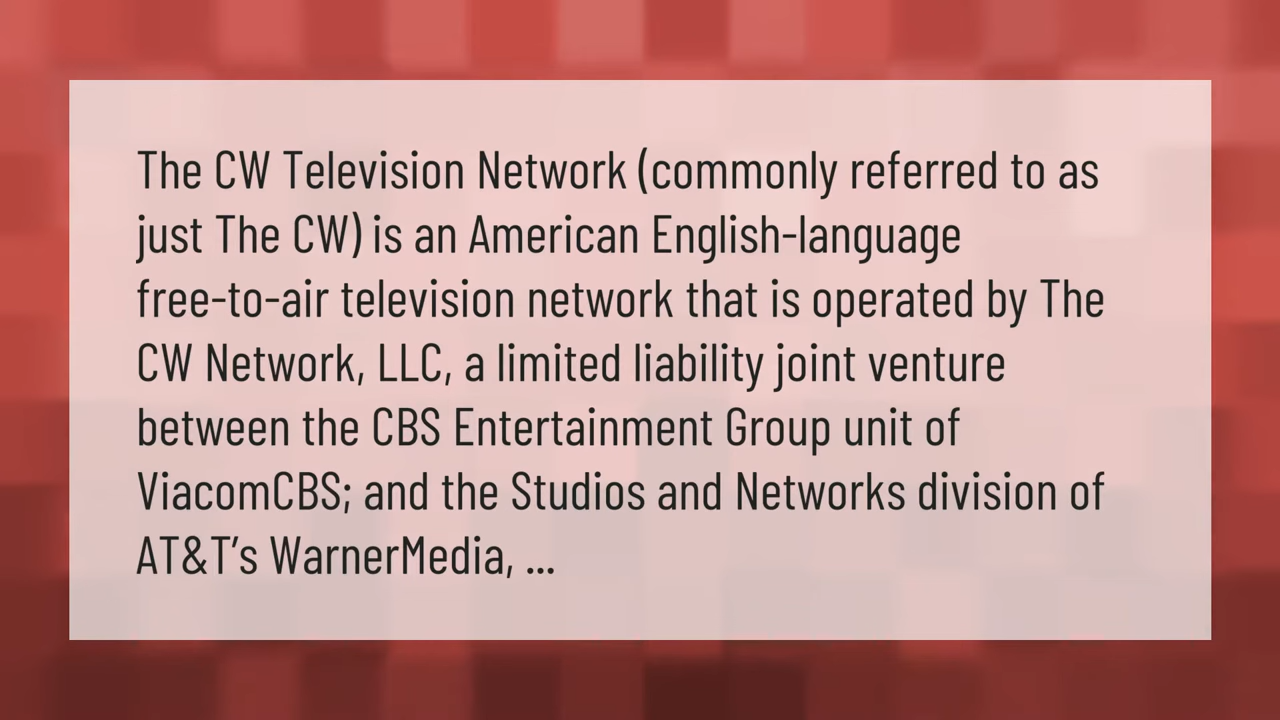 The CW Television Network (commonly referred to as
just The CW) is an American English-language
free-to-air television network that is operated by The
CW Network, LLC, a limited liability joint venture
between the CBS Entertainment Group unit of
ViacomCBS; and the Studios and Networks division of
AT&T’s WarnerMedia, ...